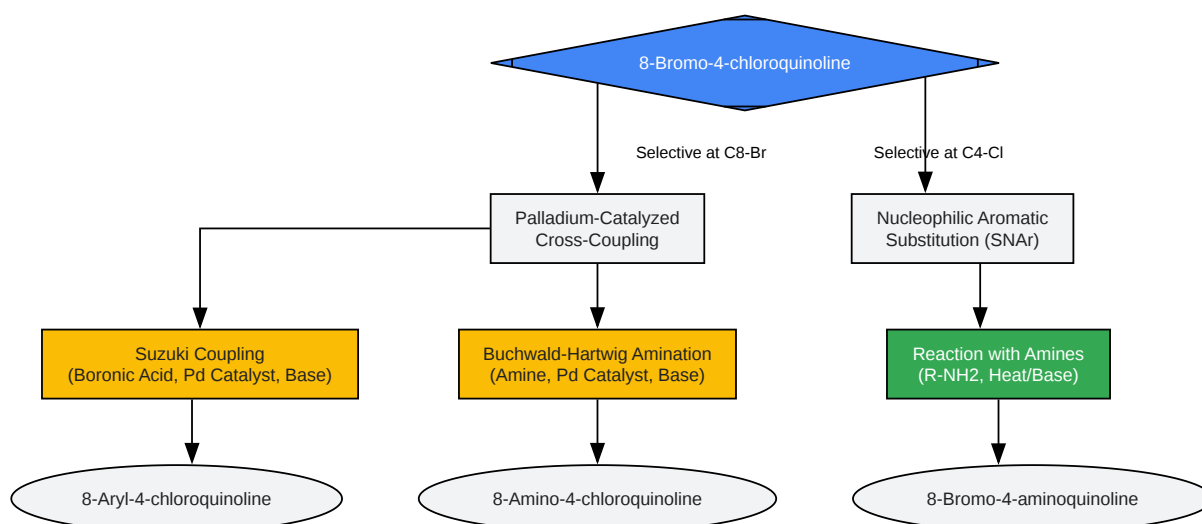 8-Bromo-4-chloroquinoline
Selective at C8-Br
Selective at C4-Cl
Palladium-Catalyzed
Cross-Coupling
Nucleophilic Aromatic
Substitution (SNAr)
Suzuki Coupling
(Boronic Acid, Pd Catalyst, Base)
Buchwald-Hartwig Amination
(Amine, Pd Catalyst, Base)
Reaction with Amines
(R-NH2, Heat/Base)
8-Aryl-4-chloroquinoline
8-Amino-4-chloroquinoline
8-Bromo-4-aminoquinoline